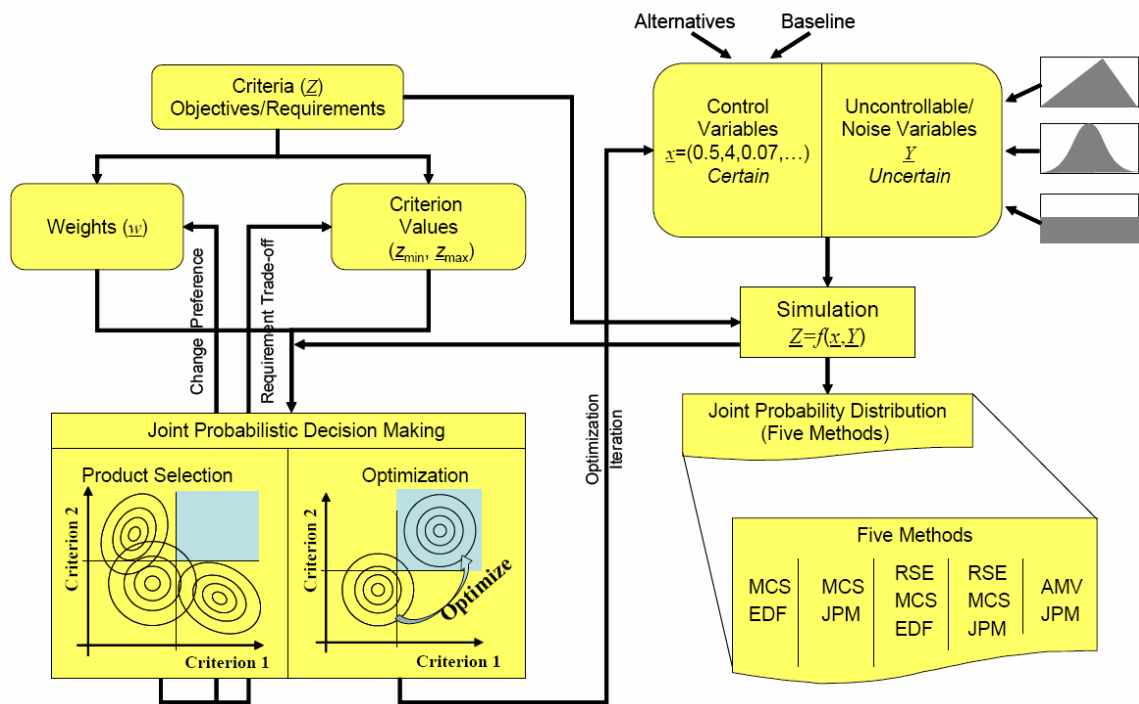 Alternatives
Baseline
Criteria (Z)
Objectives/Requirements
Control
Variables
x=(0.5,4,0.07,…)
Certain
Uncontrollable/
Noise Variables
Y
Uncertain
Weights (w)
Criterion
Values
(zmin, zmax)
Change Preference
Requirement Trade-off
Optimization
Iteration
Simulation
Z=f(x,Y)
Joint Probability Distribution
(Five Methods)
Joint Probabilistic Decision Making
Product Selection
Criterion 2
Criterion 1
Optimization
Criterion 2
Optimize
Criterion 1
Five Methods
MCS
EDF
MCS
JPM
RSE
MCS
EDF
RSE
MCS
JPM
AMV
JPM